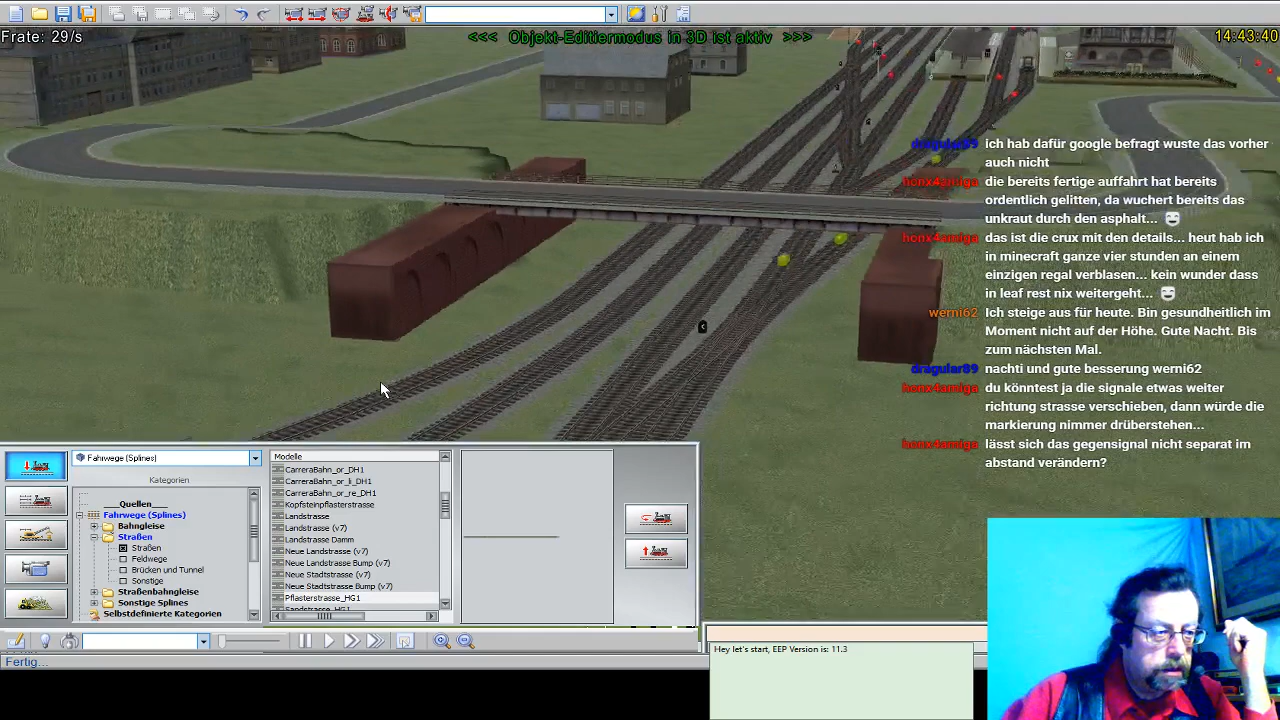 Frate: 29/s
<<< Objekt-Editiermodus in 3D ist aktiv >>>
14:43:40
dragular89 ich hab dafür google befragt wuste das vorher
auch nicht
honx4amiga die bereits fertige auffahrt hat bereits
ordentlich gelitten, da wuchert bereits das
unkraut durch den asphalt...
honx4amiga das ist die crux mit den details... heut hab ich
in minecraft ganze vier stunden an einem
einzigen regal verblasen... kein wunder dass
in leaf rest nix weitergeht...
werni62 Ich steige aus für heute. Bin gesundheitlich im
Moment nicht auf der Höhe. Gute Nacht. Bis
zum nächsten Mal.
dragular89 nachti und gute besserung werni62
honx4amiga du könntest ja die signale etwas weiter
richtung strasse verschieben, dann würde die
markierung nimmer drüberstehen...
honx4amiga lässt sich das gegensignal nicht separat im
abstand verändern?
Fahrwege (Splines)
Kategorien
__Quellen__
Fahrwege (Splines)
Bahngleise
Straßen
Straßen
Feldwege
Brücken und Tunnel
Sonstige
Straßenbahngleise
Sonstige Splines
Selbstdefinierte Kategorien
Modelle
CarreraBahn_or_DH1
CarreraBahn_or_li_DH1
CarreraBahn_or_re_DH1
Kopfsteinpflasterstrasse
Landstrasse
Landstrasse (v7)
Landstrasse Damm
Neue Landstrasse (v7)
Neue Landstrasse Bump (v7)
Neue Stadtstrasse (v7)
Neue Stadtstrasse Bump (v7)
Pflasterstrasse_HG1
Sandstrasse_HG1
Hey let's start, EEP Version is: 11.3
Fertig...